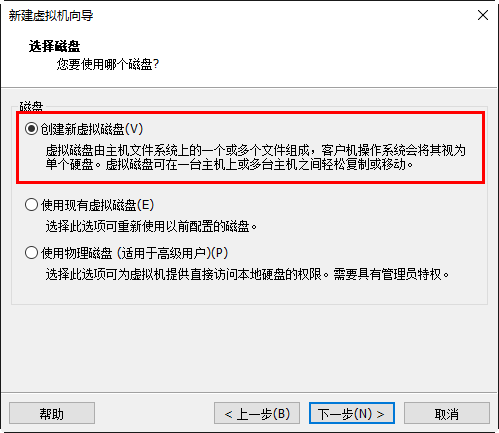 新建虚拟机向导
选择磁盘
您要使用哪个磁盘?
磁盘
创建新虚拟磁盘(V)
虚拟磁盘由主机文件系统上的一个或多个文件组成，客户机操作系统会将其视为
单个硬盘。虚拟磁盘可在一台主机上或多台主机之间轻松复制或移动。
使用现有虚拟磁盘(E)
选择此选项可重新使用以前配置的磁盘。
使用物理磁盘 (适用于高级用户)(P)
选择此选项可为虚拟机提供直接访问本地硬盘的权限。需要具有管理员特权。
帮助
< 上一步(B)
下一步(N) >
取消